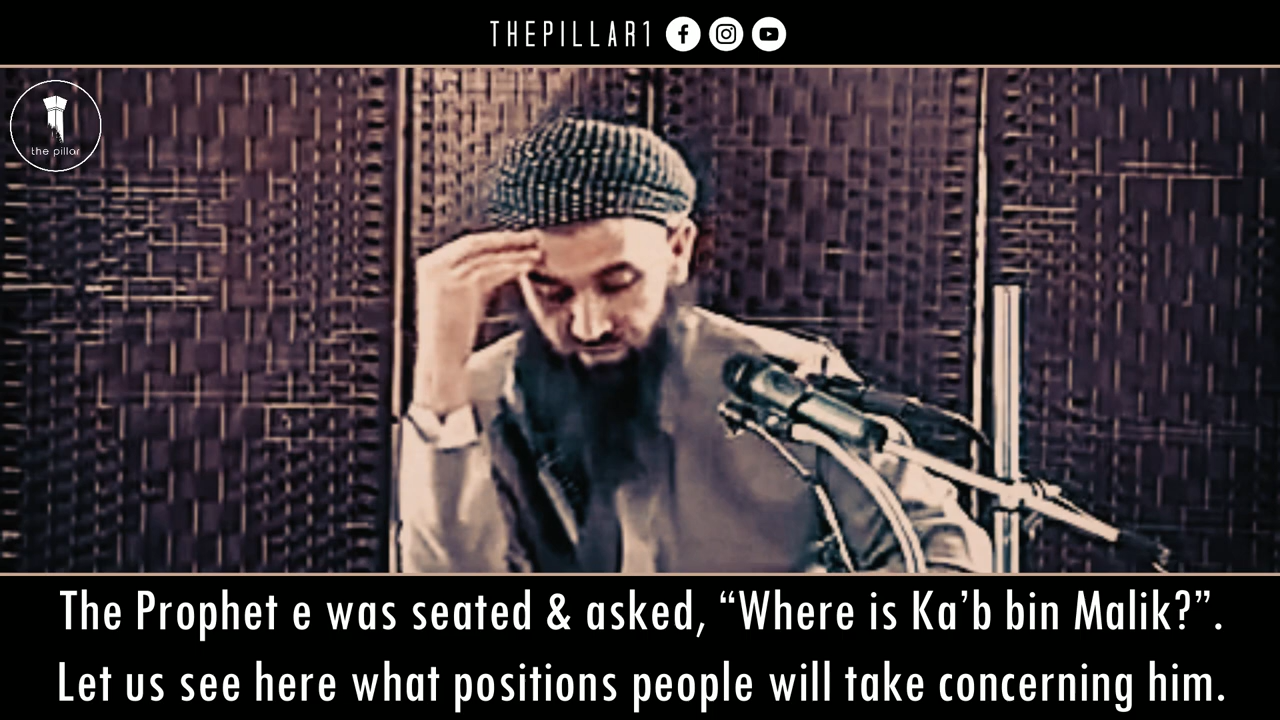 THEPILLAR1
the pillar
The Prophet e was seated & asked, “Where is Ka’b bin Malik?”.
Let us see here what positions people will take concerning him.